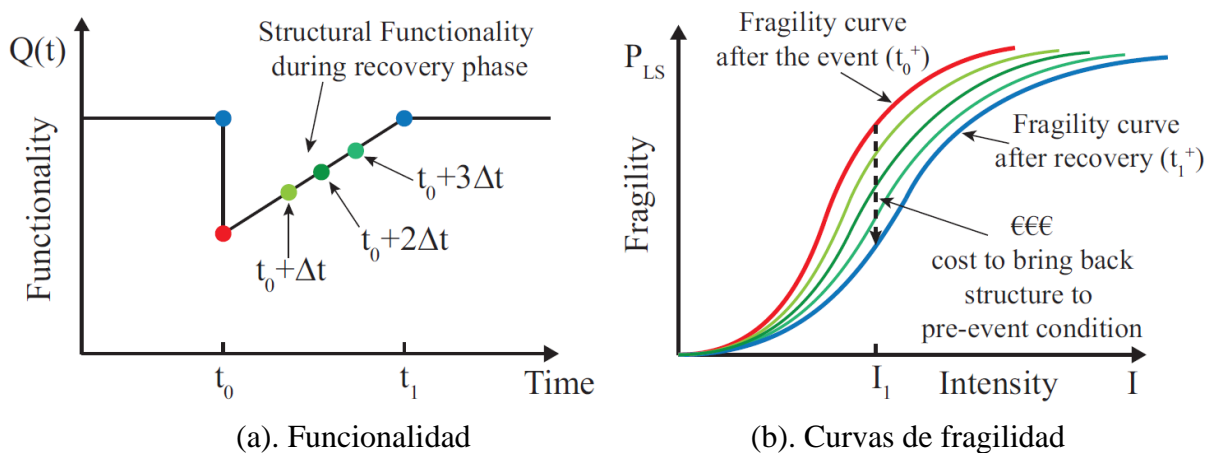 Q(t)
Functionality
Structural Functionality
during recovery phase
t0+3Δt
t0+2Δt
t0+Δt
t0
t1
Time
(a). Funcionalidad
PLS
Fragility
Fragility curve
after the event (t0+)
Fragility curve
after recovery (t1+)
€€€
cost to bring back
structure to
pre-event condition
I1
Intensity
I
(b). Curvas de fragilidad